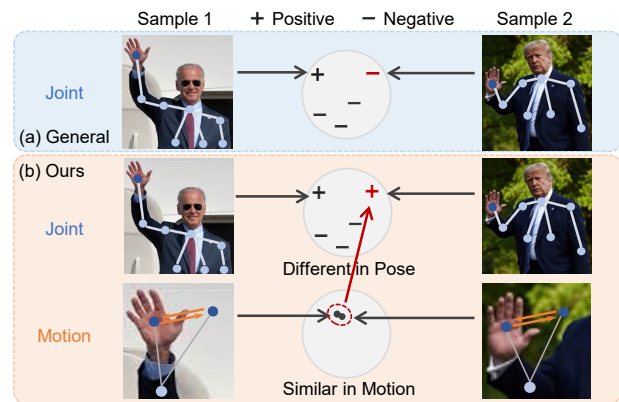 Sample 1 + Positive − Negative Sample 2
Joint
(a) General
(b) Ours
Joint
Different in Pose
Motion
Similar in Motion